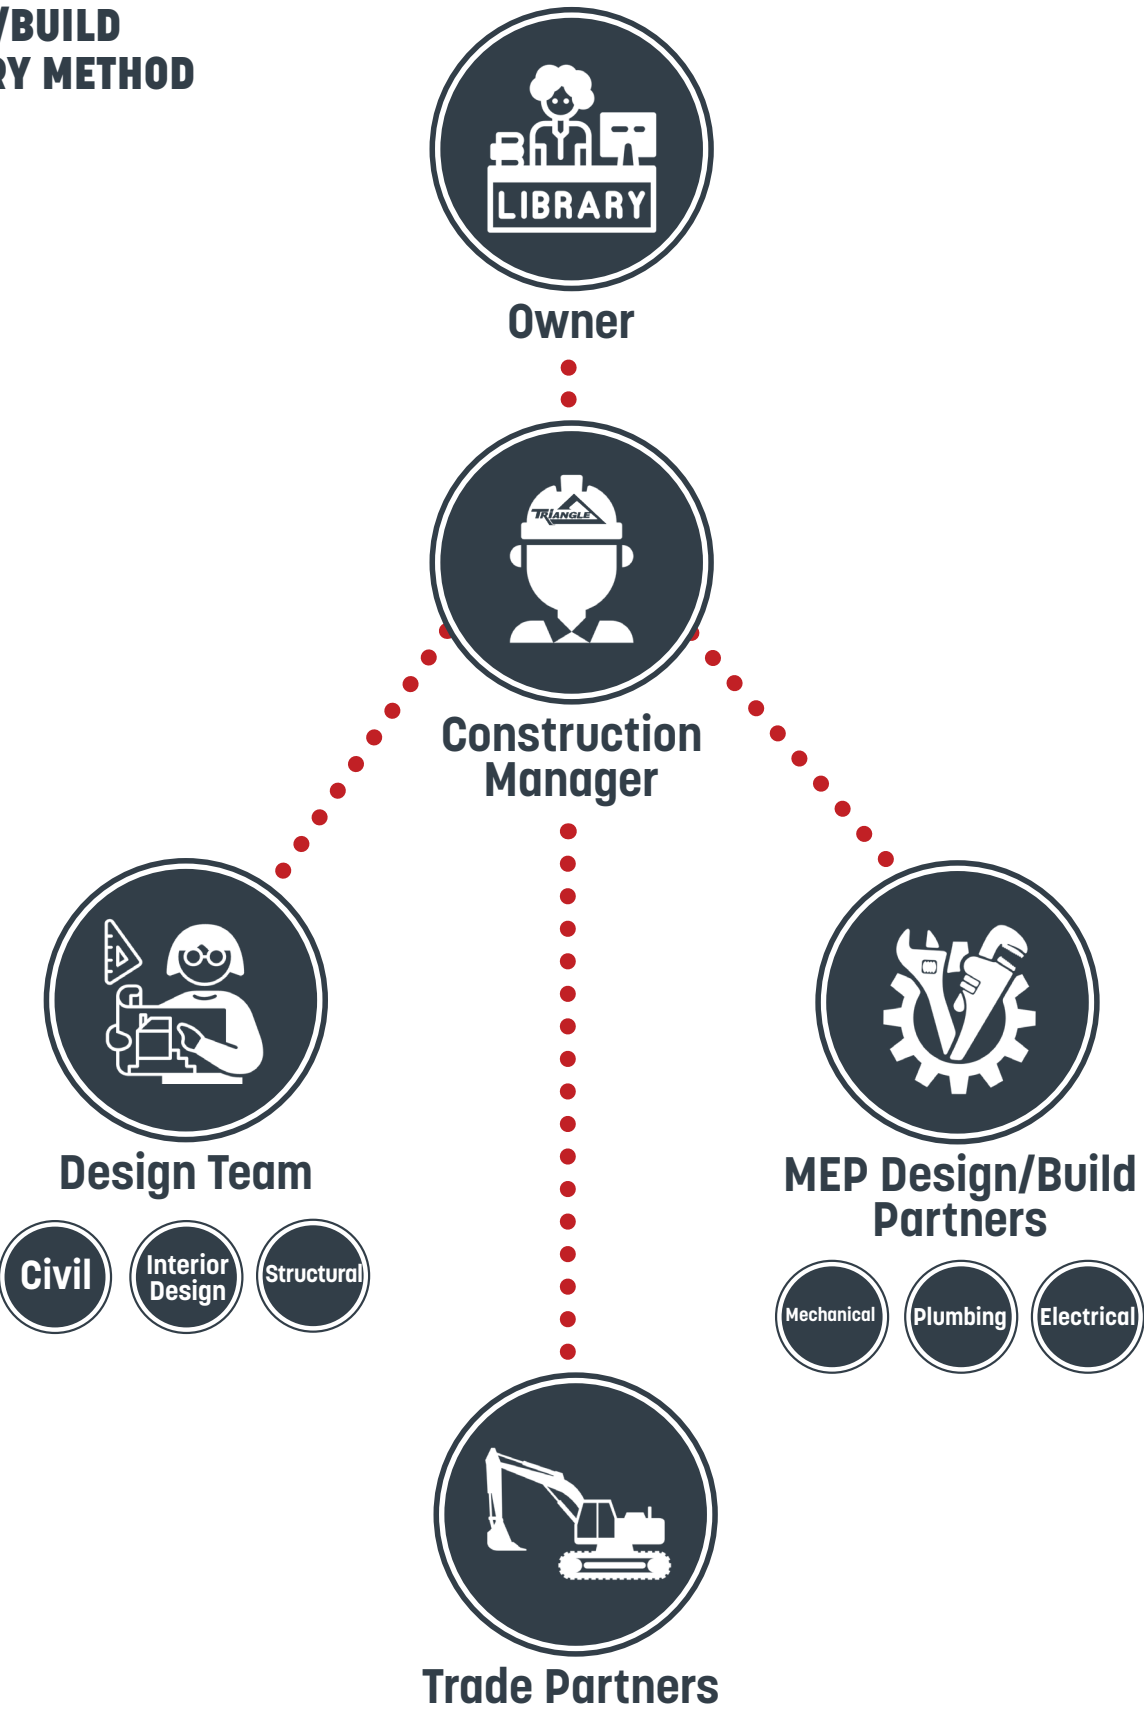 /BUILD
RY METHOD
LIBRARY
Owner
TRIANGLE
Construction
Manager
Design Team
Civil
Interior
Design
Structural
MEP Design/Build
Partners
Mechanical
Plumbing
Electrical
Trade Partners